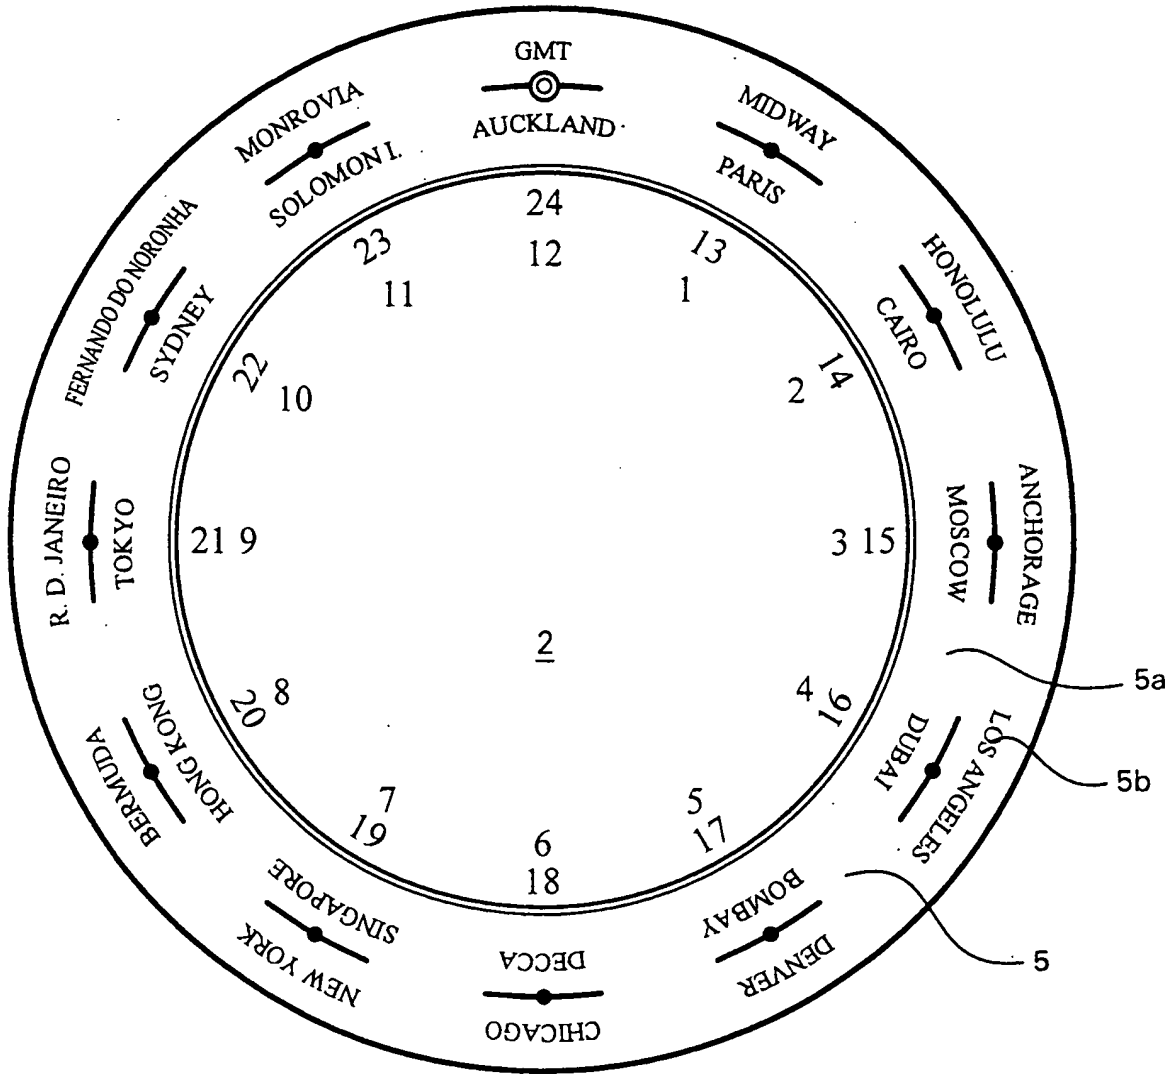 GMT
AUCKLAND
MIDWAY
PARIS
HONOLULU
CAIRO
ANCHORAGE
MOSCOW
LOS ANGELES
DUBAI
DENVER
BOMBAY
CHICAGO
DECCA
NEW YORK
SINGAPORE
BERMUDA
HONG KONG
R. D. JANEIRO
TOKYO
FERNANDO DO NORONHA
SYDNEY
MONROVIA
SOLOMON I.
24
12
13
1
14
2
3 15
4
16
5
17
6
18
7
19
8
20
21 9
22
10
23
11
2
5a
5b
5